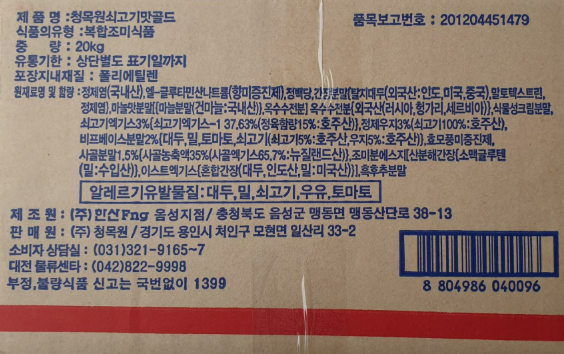 제 품 명 :청목원쇠고기맛골드
품목보고번호 : 201204451479
식품의유형 : 복합조미식품
중 량 : 20kg
유통기한 : 상단별도 표기일까지
포장지내재질 : 폴리에틸렌
원재료명 및 함량 :정제염(국내산),엘-글루타민산나트륨(향미증진제),정백당,간장분말{탈지대두(외국산:인도,미국,중국),말토덱스트린,
정제염},마늘맛분말[{마늘분말(건마늘:국내산)},옥수수전분] 옥수수전분{외국산(러시아,헝가리,세르비아)},식물성크림분말,
쇠고기엑기스3%{쇠고기엑기스-1 37,63%(정육함량15%:호주산)},정제우지3%(쇠고기100%:호주산),
비프베이스분말2%{대두,밀,토마토,쇠고기(쇠고기5%:호주산,우지5%:호주산)},효모풍미증진제,
사골분말1,5%{사골농축액35%(사골엑기스65,7%:뉴질랜드산)},조미분에스지[산분해간장{소맥글루텐
(밀:수입산)},이스트엑기스{혼합간장(대두,인도산,밀:미국산)}],흑후추분말
알레르기유발물질:대두,밀,쇠고기,우유,토마토
제 조 원 : (주)한산Fng 음성지점/ 충청북도 음성군 맹동면 맹동산단로 38-13
판 매 원 : (주) 청목원 / 경기도 용인시 처인구 모현면 일산리 33-2
소비자 상담실 : (031)321-9165~7
대전 물류센타 : (042)822-9998
부정,불량식품 신고는 국번없이 1399
8 804986 040096